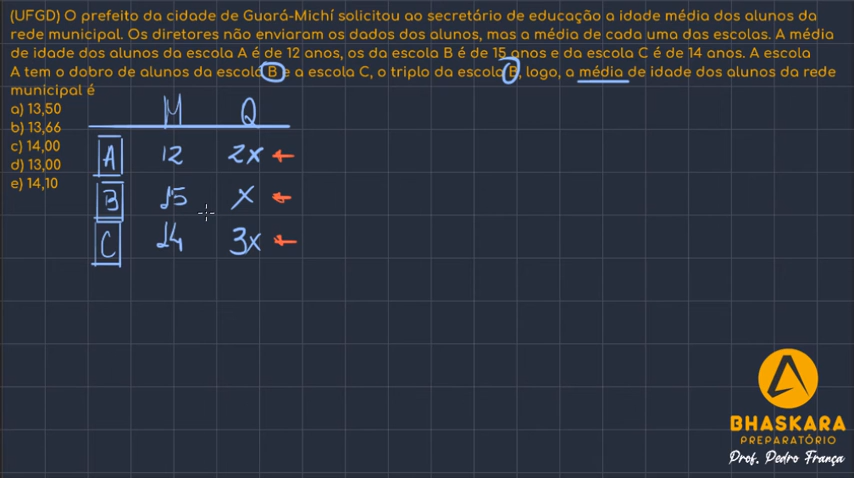 (UFGD) O prefeito da cidade de Guará-Michí solicitou ao secretário de educação a idade média dos alunos da
rede municipal. Os diretores não enviaram os dados dos alunos, mas a média de cada uma das escolas. A média
de idade dos alunos da escola A é de 12 anos, os da escola B é de 15 anos e da escola C é de 14 anos. A escola
A tem o dobro de alunos da escola B e a escola C, o triplo da escola B, logo, a média de idade dos alunos da rede
municipal é
a) 13,50
b) 13,66
c) 14,00
d) 13,00
e) 14,10
M Q
A 12 2x
B 15 x
C 14 3x
BHASKARA
PREPARATÓRIO
Prof. Pedro França